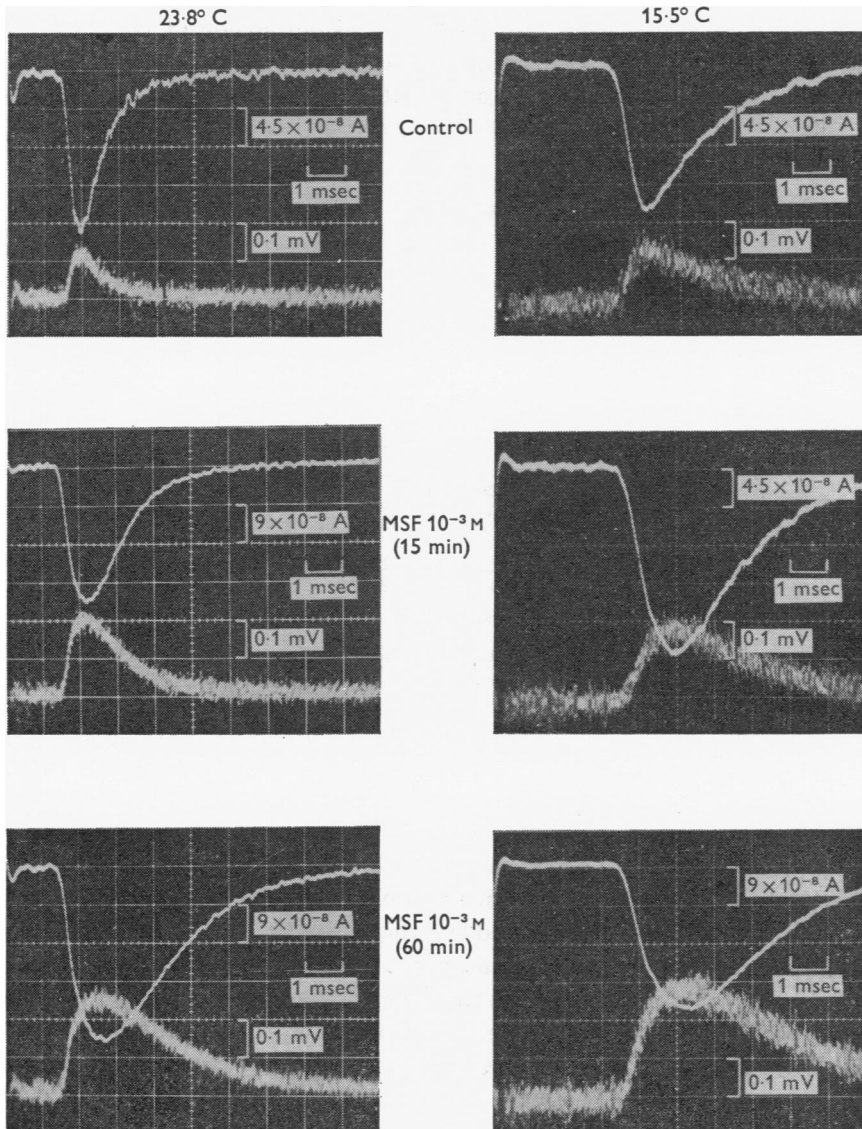 23·8° C
15·5° C
4·5 × 10⁻⁸ A
1 msec
0·1 mV
Control
4·5 × 10⁻⁸ A
1 msec
0·1 mV
9 × 10⁻⁸ A
1 msec
0·1 mV
MSF 10⁻³ M
(15 min)
4·5 × 10⁻⁸ A
1 msec
0·1 mV
9 × 10⁻⁸ A
1 msec
0·1 mV
MSF 10⁻³ M
(60 min)
9 × 10⁻⁸ A
1 msec
0·1 mV